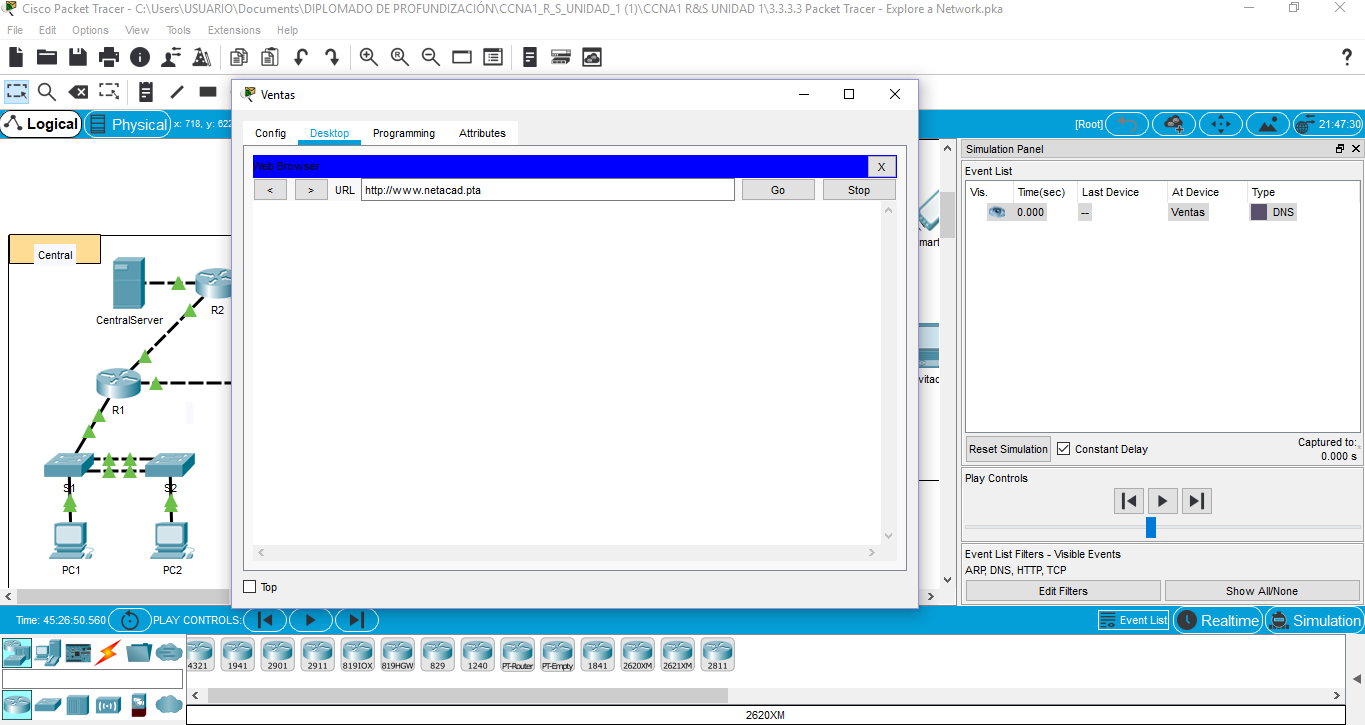 Cisco Packet Tracer - C:\Users\USUARIO\Documents\DIPLOMADO DE PROFUNDIZACIÓN\CCNA1_R_S_UNIDAD_1 (1)\CCNA1 R&S UNIDAD 1\3.3.3.3 Packet Tracer - Explore a Network.pka
File Edit Options View Tools Extensions Help
Logical
Physical
x: 718, y: 622
[Root]
21:47:30
Ventas
Config Desktop Programming Attributes
Web Browser
X
< > URL http://www.netacad.pta Go Stop
Top
Central
CentralServer
R2
R1
S1
S2
PC1
PC2
mart
vitac
Simulation Panel
Event List
Vis. Time(sec) Last Device At Device Type
0.000 -- Ventas DNS
Reset Simulation Constant Delay
Captured to:
0.000 s
Play Controls
Event List Filters - Visible Events
ARP, DNS, HTTP, TCP
Edit Filters Show All/None
Time: 45:26:50.560 PLAY CONTROLS:
Event List Realtime Simulation
4321 1941 2901 2911 819IOX 819HGW 829 1240 PT-Router PT-Empty 1841 2620XM 2621XM 2811
2620XM